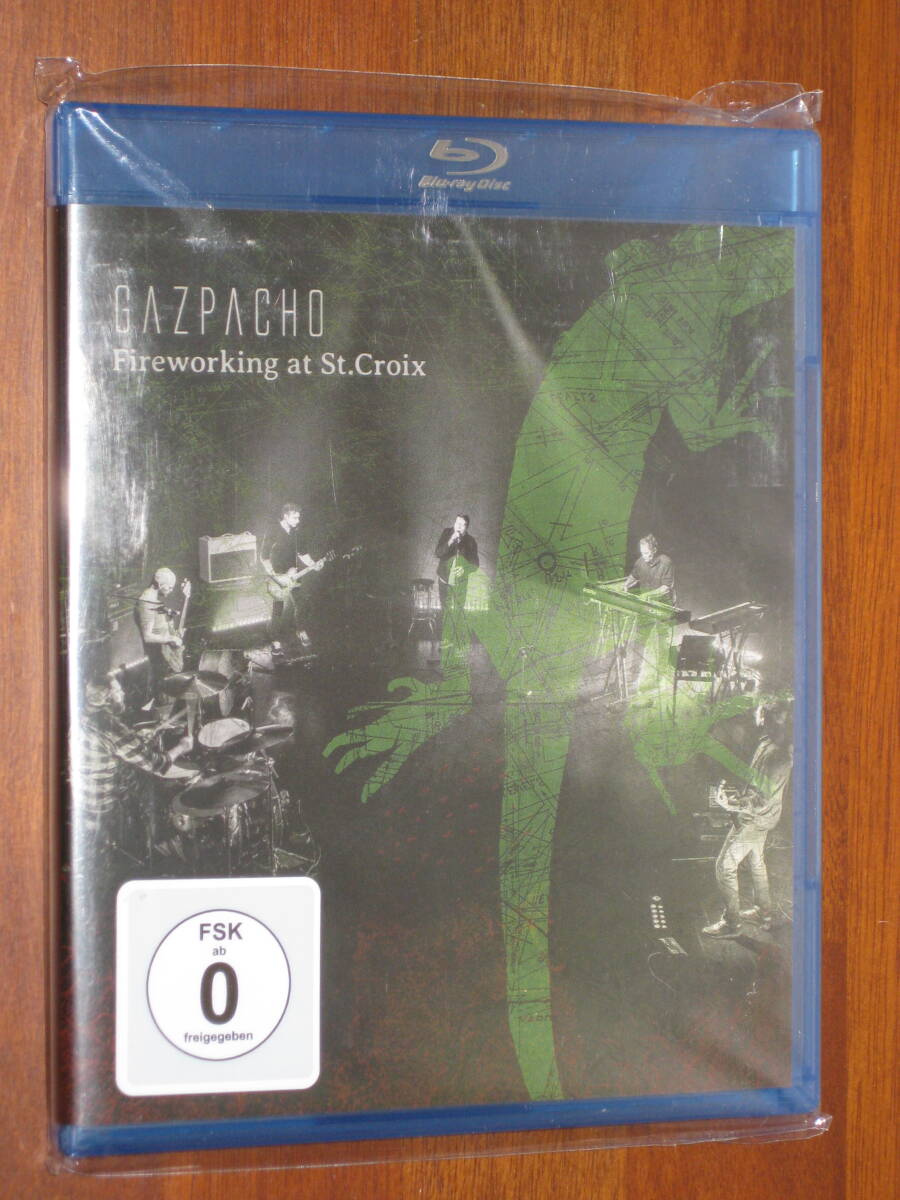 Blu-ray Disc
GAZPACHO
Fireworking at St.Croix
FSK
ab
0
freigegeben